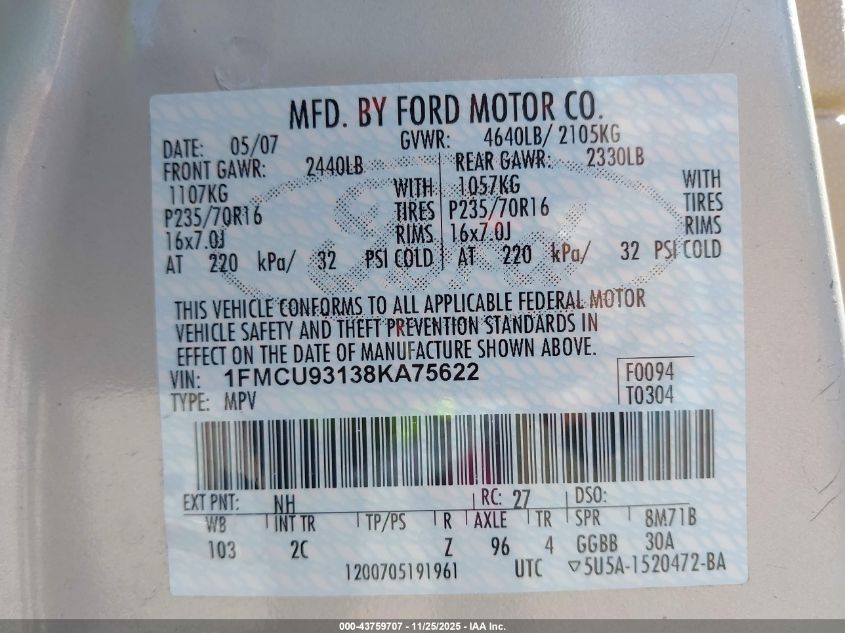 MFD. BY FORD MOTOR CO.
DATE: 05/07 GVWR: 4640LB/ 2105KG
FRONT GAWR: 2440LB REAR GAWR: 2330LB
1107KG WITH 1057KG WITH
P235/70R16 TIRES P235/70R16 TIRES
16x7.0J RIMS 16x7.0J RIMS
AT 220 kPa/ 32 PSI COLD AT 220 kPa/ 32 PSI COLD
THIS VEHICLE CONFORMS TO ALL APPLICABLE FEDERAL MOTOR
VEHICLE SAFETY AND THEFT PREVENTION STANDARDS IN
EFFECT ON THE DATE OF MANUFACTURE SHOWN ABOVE.
VIN: 1FMCU93138KA75622 F0094
TYPE: MPV T0304
EXT PNT: NH RC: 27 DSO:
WB INT TR TP/PS R AXLE TR SPR 8M71B
103 2C Z 96 4 GGBB 30A
1200705191961 UTC ▽5U5A-1520472-BA
000-43759707 - 11/25/2025 - IAA Inc.